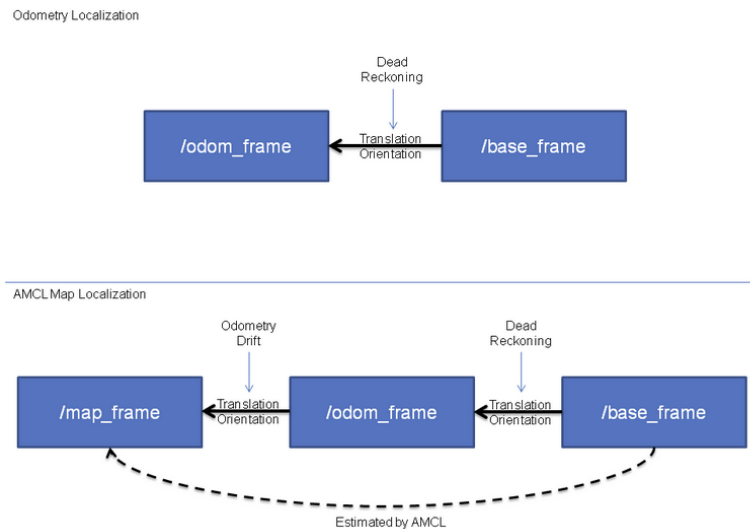 Odometry Localization
Dead
Reckoning
/odom_frame
Translation
Orientation
/base_frame
AMCL Map Localization
Odometry
Drift
Dead
Reckoning
/map_frame
Translation
Orientation
/odom_frame
Translation
Orientation
/base_frame
Estimated by AMCL